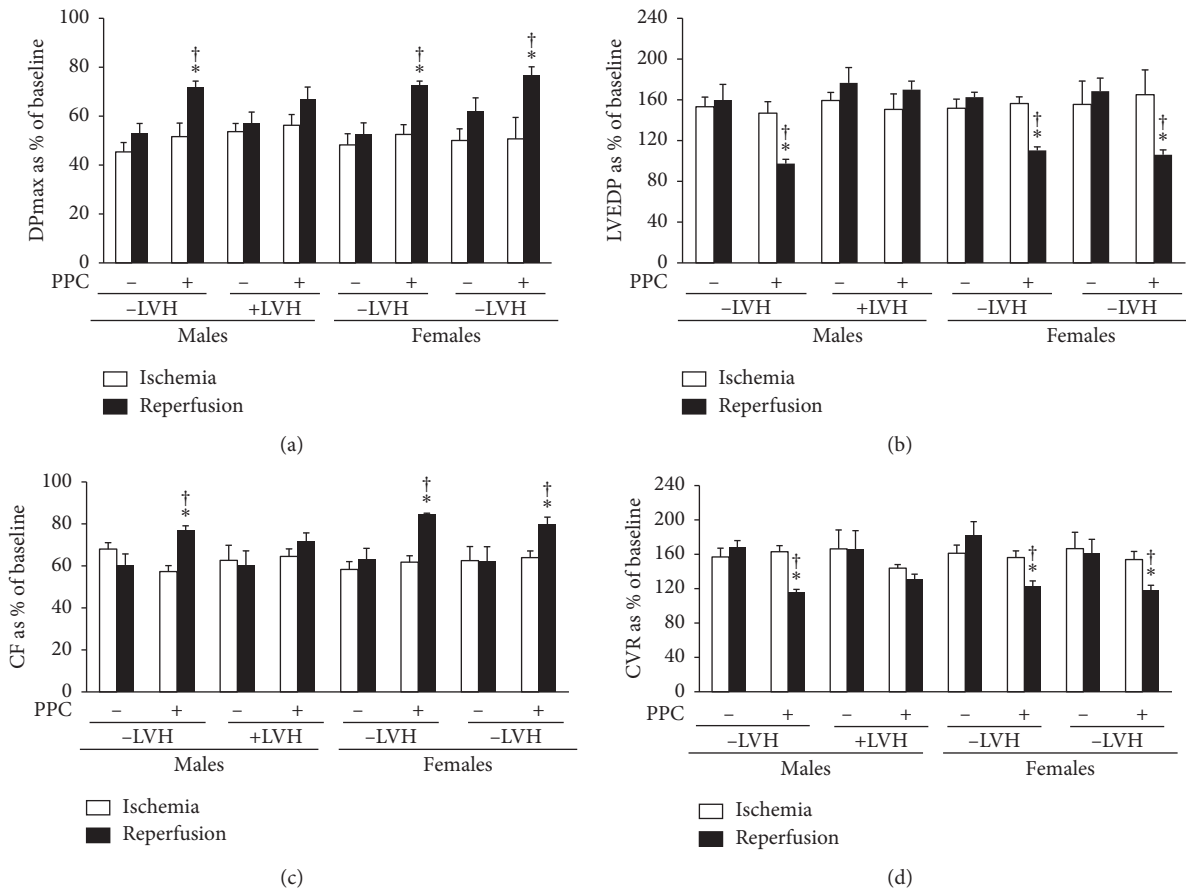 100
80
60
40
20
0
DPmax as % of baseline
†
*
†
*
†
*
PPC – + – + – + – +
–LVH +LVH –LVH –LVH
Males Females
Ischemia
Reperfusion
(a)
240
200
160
120
80
40
0
LVEDP as % of baseline
†
*
†
*
†
*
PPC – + – + – + – +
–LVH +LVH –LVH –LVH
Males Females
Ischemia
Reperfusion
(b)
100
80
60
40
20
0
CF as % of baseline
†
*
†
*
†
*
PPC – + – + – + – +
–LVH +LVH –LVH –LVH
Males Females
Ischemia
Reperfusion
(c)
240
200
160
120
80
40
0
CVR as % of baseline
†
*
†
*
†
*
PPC – + – + – + – +
–LVH +LVH –LVH –LVH
Males Females
Ischemia
Reperfusion
(d)